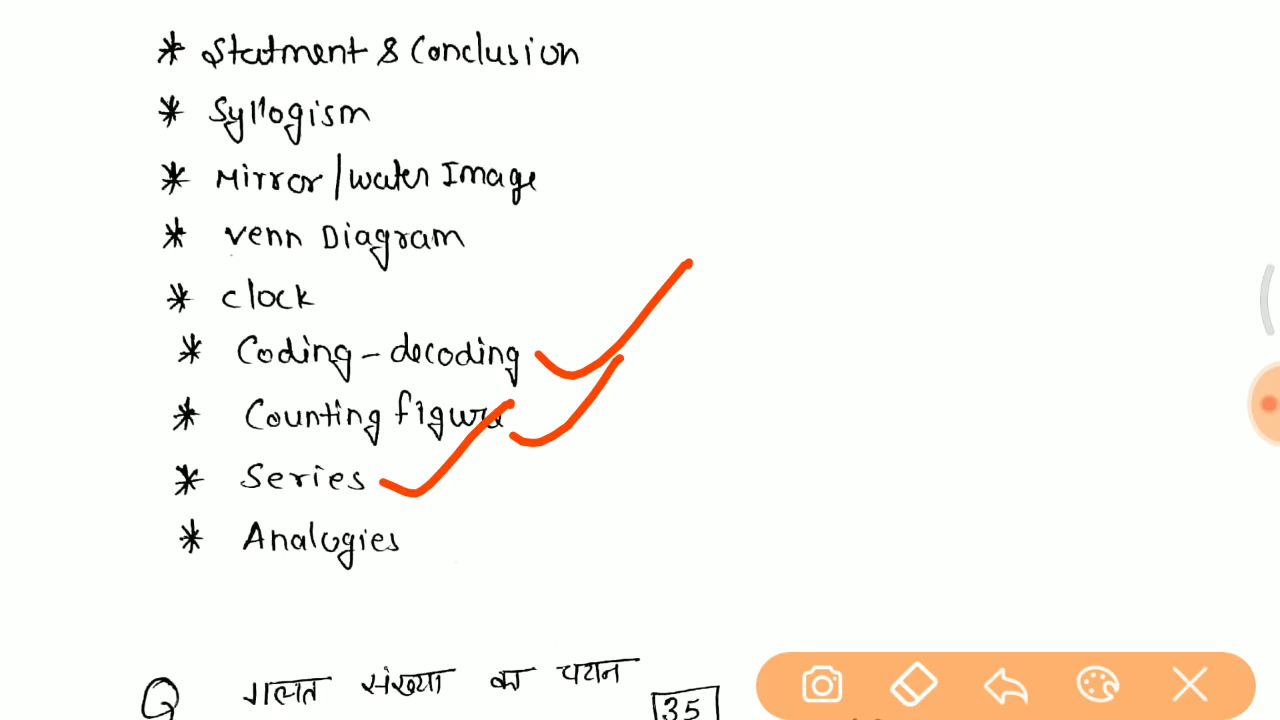 * Statment & Conclusion
* Syllogism
* Mirror/water Image
* Venn Diagram
* Clock
* Coding - decoding
* Counting figure
* Series
* Analogies
Q गलत संख्या का चयन
35